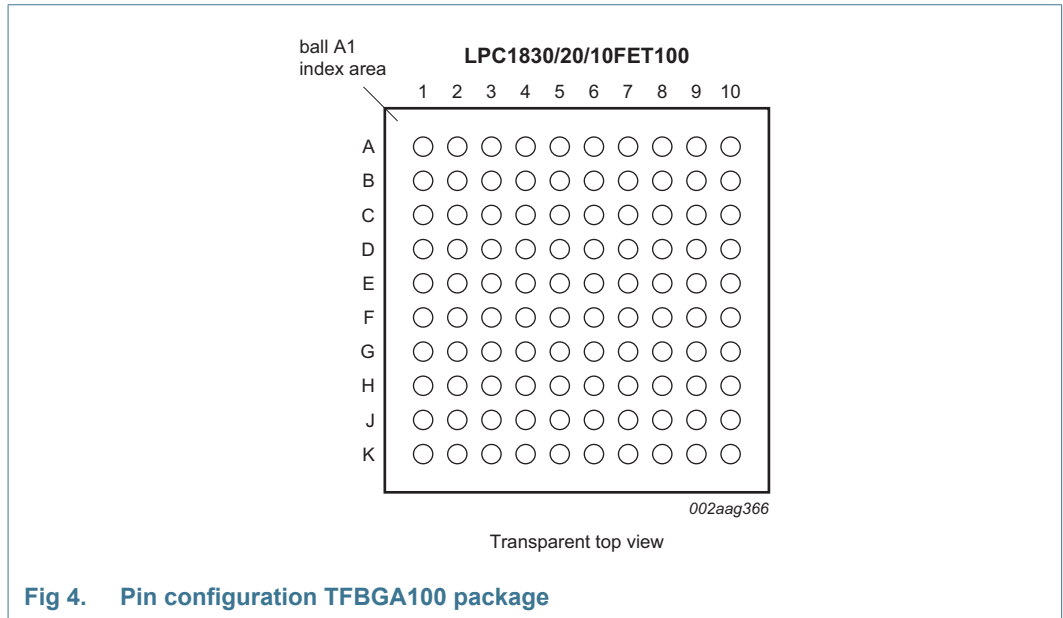 ball A1
index area
LPC1830/20/10FET100
1 2 3 4 5 6 7 8 9 10
A
B
C
D
E
F
G
H
J
K
002aag366
Transparent top view
Fig 4. Pin configuration TFBGA100 package